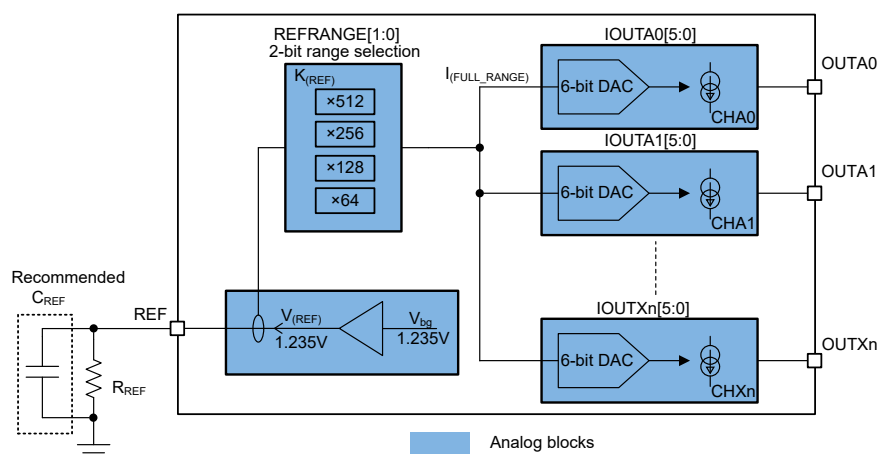 REFRANGE[1:0]
2-bit range selection
K(REF)
×512
×256
×128
×64
I(FULL_RANGE)
IOUTA0[5:0]
6-bit DAC
CHA0
OUTA0
IOUTA1[5:0]
6-bit DAC
CHA1
OUTA1
IOUTXn[5:0]
6-bit DAC
CHXn
OUTXn
Recommended
CREF
REF
V(REF)
1.235V
Vbg
1.235V
RREF
Analog blocks